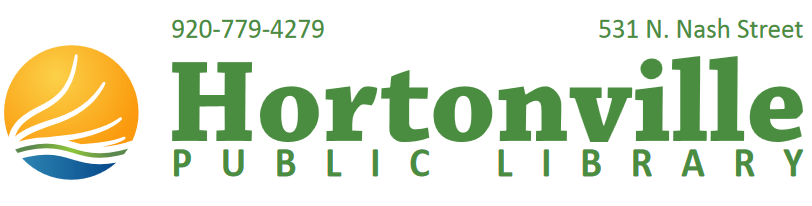 920-779-4279 531 N. Nash Street
Hortonville
PUBLIC LIBRARY